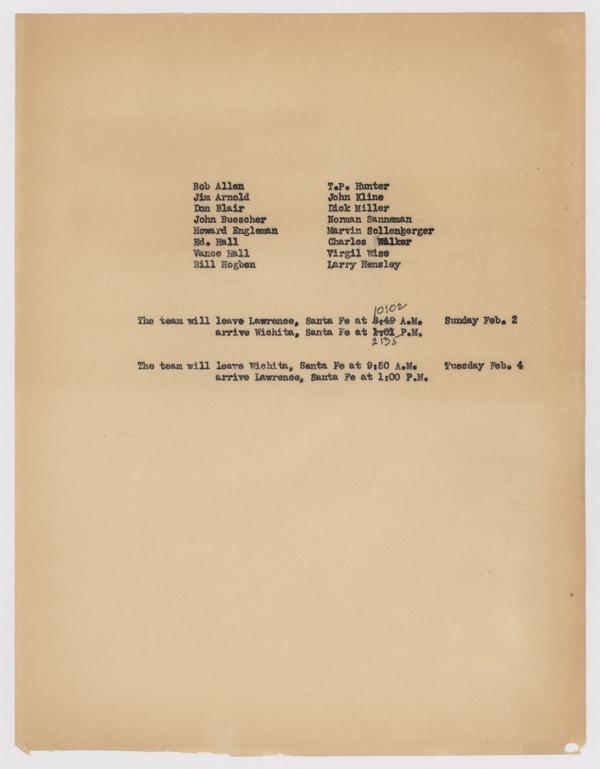 Bob Allen T.P. Hunter
Jim Arnold John Kline
Don Blair Dick Miller
John Buescher Norman Sanneman
Howard Engleman Marvin Sollenberger
Ed. Hall Charles Walker
Vance Hall Virgil Wise
Bill Hogben Larry Hensley
10:02
The team will leave Lawrence, Santa Fe at 8:40 A.M. Sunday Feb. 2
arrive Wichita, Santa Fe at 1:01 P.M.
2:35
The team will leave Wichita, Santa Fe at 9:50 A.M. Tuesday Feb. 4
arrive Lawrence, Santa Fe at 1:00 P.M.